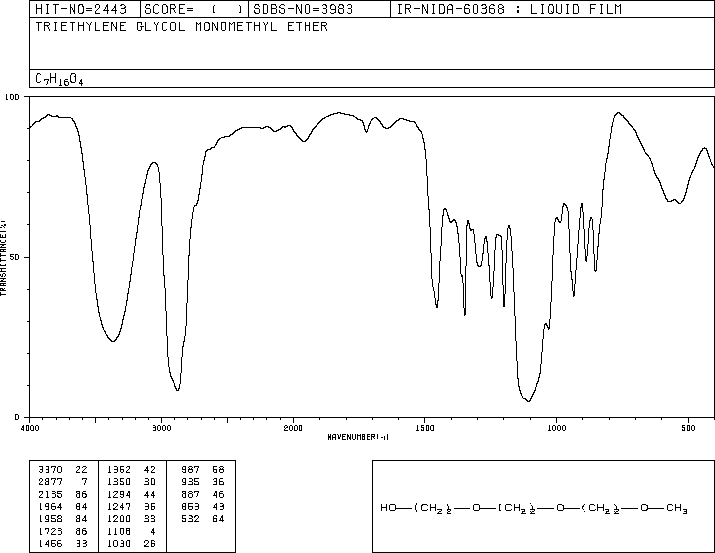 HIT-NO=2443 SCORE= ( ) SDBS-NO=3983 IR-NIDA-60368 : LIQUID FILM
TRIETHYLENE GLYCOL MONOMETHYL ETHER
C7H16O4
100
50
0
TRANSMITTANCE(%)
4000 3000 2000 1500 1000 500
WAVENUMBER(-1)
3370 22 1362 42 987 68
2877 7 1350 30 935 36
2135 86 1294 44 887 46
1964 84 1247 36 853 43
1958 84 1200 33 532 64
1723 86 1108 4
1456 33 1030 26
HO—(CH2)2—O—(CH2)2—O—(CH2)2—O—CH3